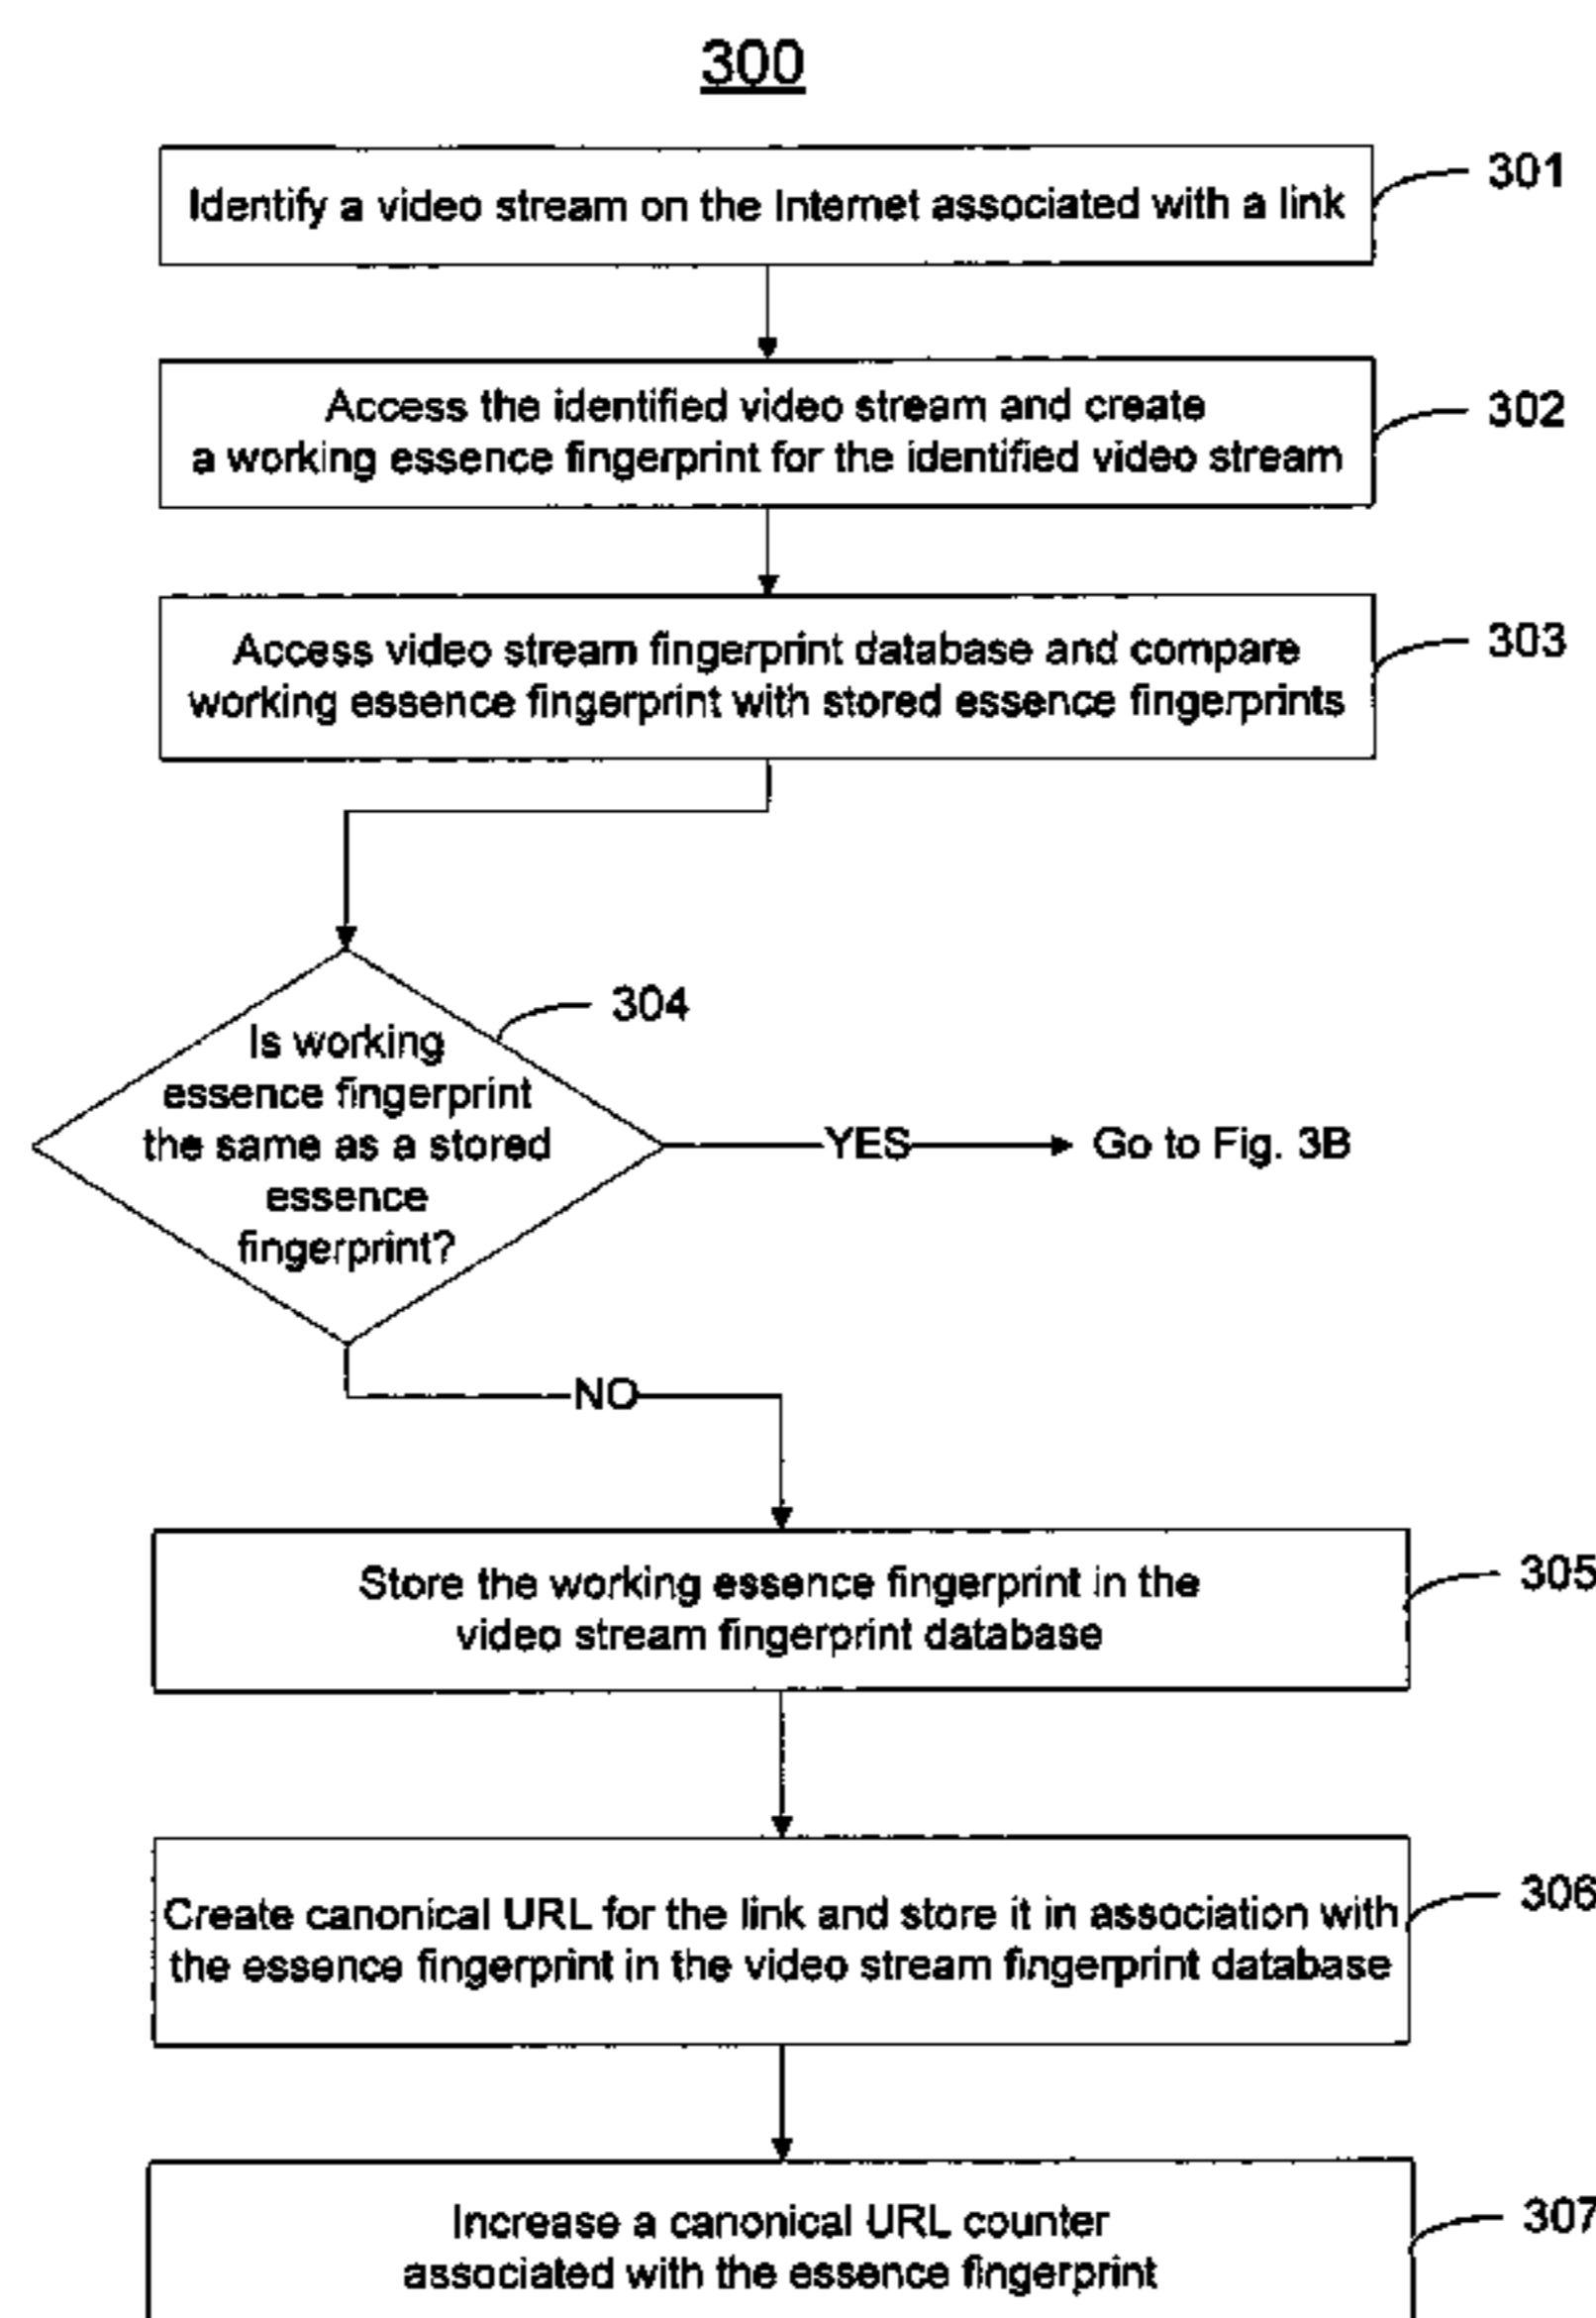 300
Identify a video stream on the Internet associated with a link
301
Access the identified video stream and create
a working essence fingerprint for the identified video stream
302
Access video stream fingerprint database and compare
working essence fingerprint with stored essence fingerprints
303
304
Is working
essence fingerprint
the same as a stored
essence
fingerprint?
YES
Go to Fig. 3B
NO
Store the working essence fingerprint in the
video stream fingerprint database
305
Create canonical URL for the link and store it in association with
the essence fingerprint in the video stream fingerprint database
306
Increase a canonical URL counter
associated with the essence fingerprint
307